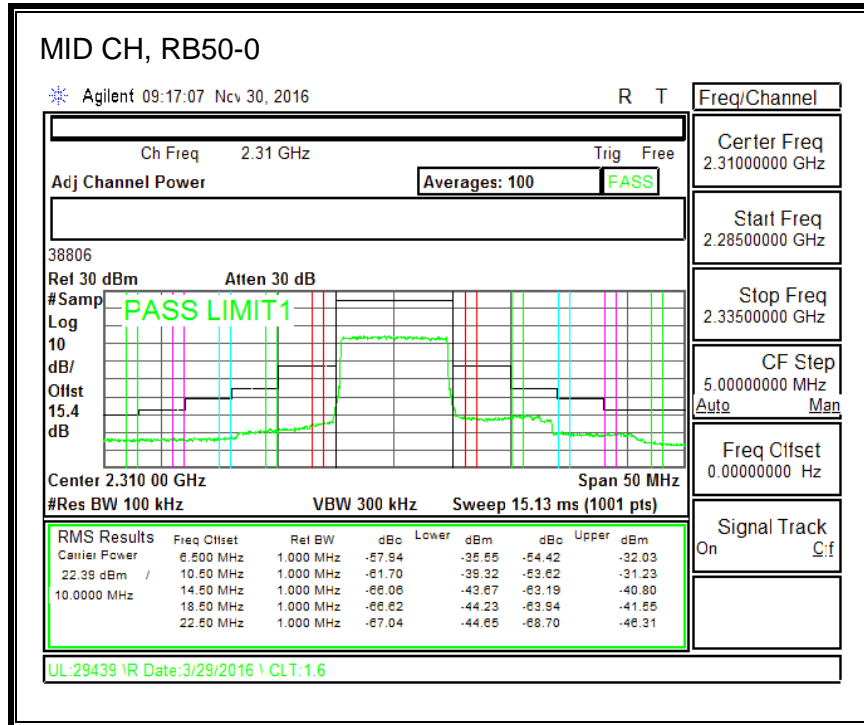 MID CH, RB50-0
Agilent 09:17:07 Nov 30, 2016 R T
Freq/Channel
Ch Freq 2.31 GHz Trig Free
Adj Channel Power Averages: 100 PASS
Center Freq
2.31000000 GHz
Start Freq
2.28500000 GHz
Stop Freq
2.33500000 GHz
CF Step
5.00000000 MHz
Auto Man
Freq Offset
0.00000000 Hz
Signal Track
On Off
38806
Ref 30 dBm Atten 30 dB
#Samp
Log
10
dB/
Offst
15.4
dB
PASS LIMIT1
Center 2.310 00 GHz Span 50 MHz
#Res BW 100 kHz VBW 300 kHz Sweep 15.13 ms (1001 pts)
RMS Results Freq Offset Ref BW dBc Lower dBm dBc Upper dBm
Carrier Power 6.500 MHz 1.000 MHz -57.94 -35.55 -54.42 -32.03
22.39 dBm / 10.50 MHz 1.000 MHz -61.70 -39.32 -53.62 -31.23
10.0000 MHz 14.50 MHz 1.000 MHz -66.06 -43.67 -63.19 -40.80
18.50 MHz 1.000 MHz -66.62 -44.23 -63.94 -41.55
22.50 MHz 1.000 MHz -67.04 -44.65 -68.70 -46.31
UL:29439 \R Date:3/29/2016 \ CLT:1.6